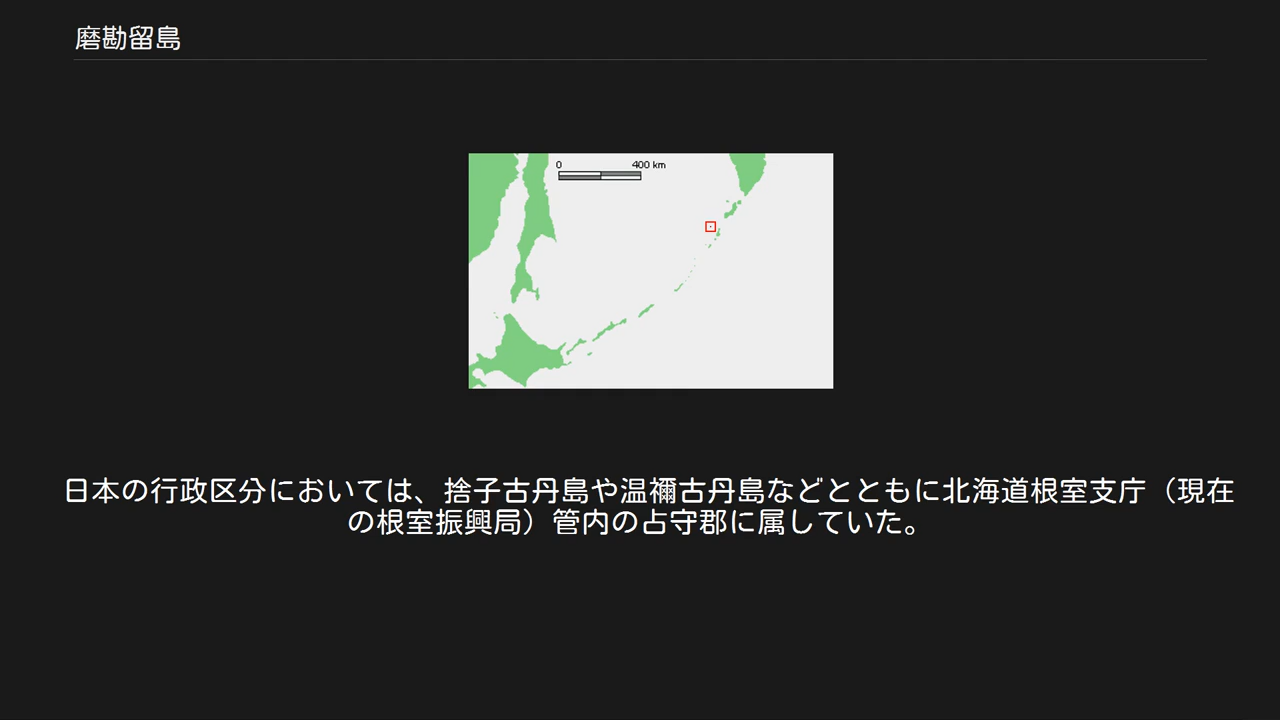 磨勘留島
0 400 km
日本の行政区分においては、捨子古丹島や温禰古丹島などとともに北海道根室支庁（現在
の根室振興局）管内の占守郡に属していた。